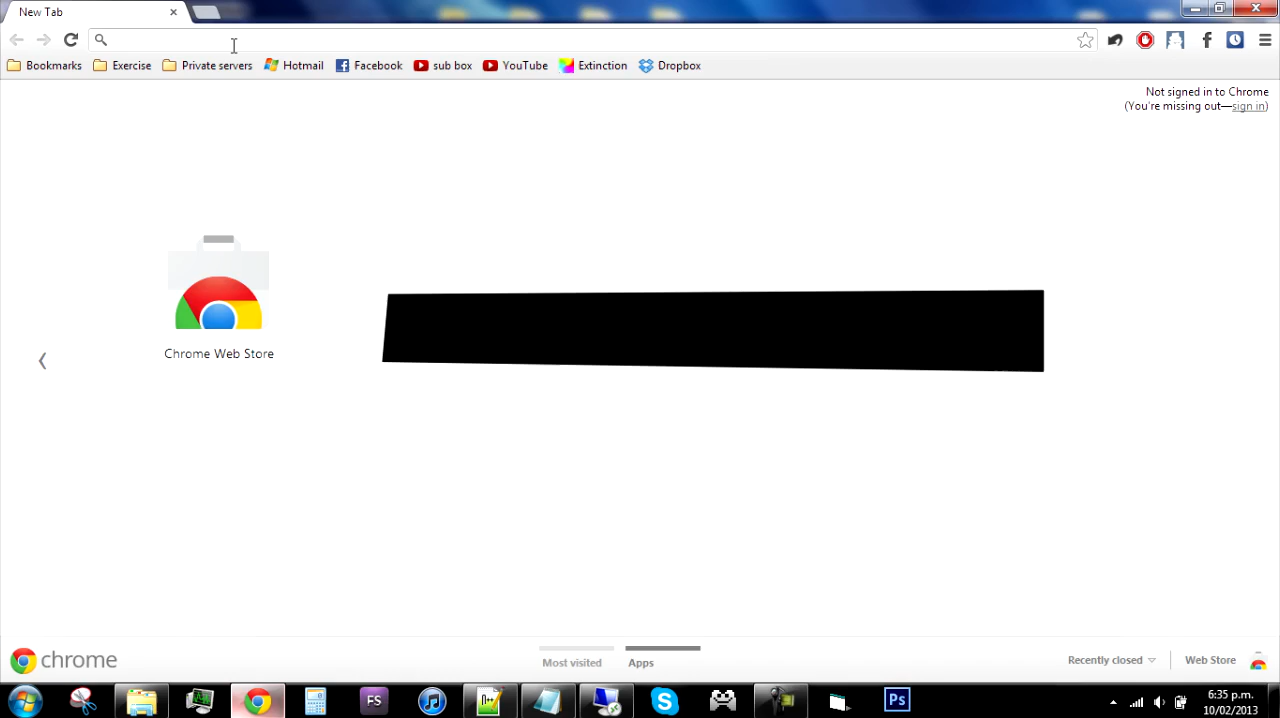 New Tab
Bookmarks Exercise Private servers Hotmail Facebook sub box YouTube Extinction Dropbox
Not signed in to Chrome
(You're missing out—sign in)
Chrome Web Store
chrome Most visited Apps Recently closed Web Store
FS n++ Ps 6:35 p.m.
10/02/2013